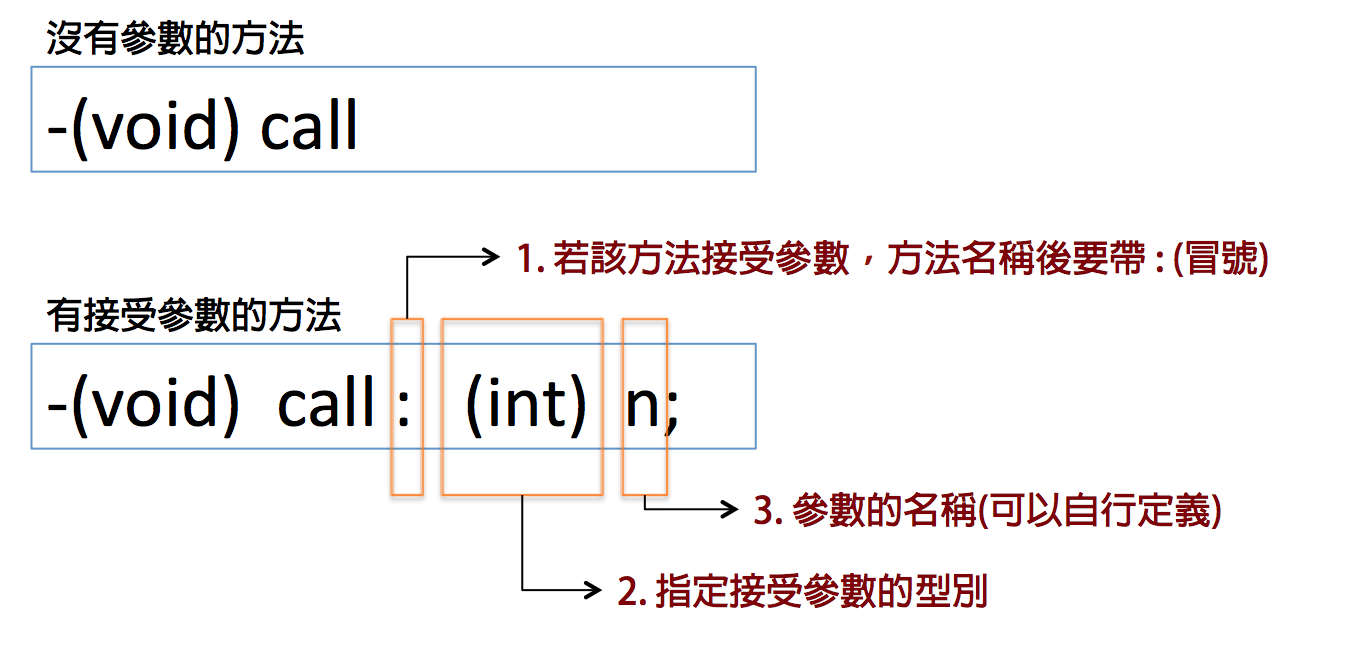 沒有參數的方法
-(void) call
1. 若該方法接受參數，方法名稱後要帶 : (冒號)
有接受參數的方法
-(void) call : (int) n;
3. 參數的名稱(可以自行定義)
2. 指定接受參數的型別